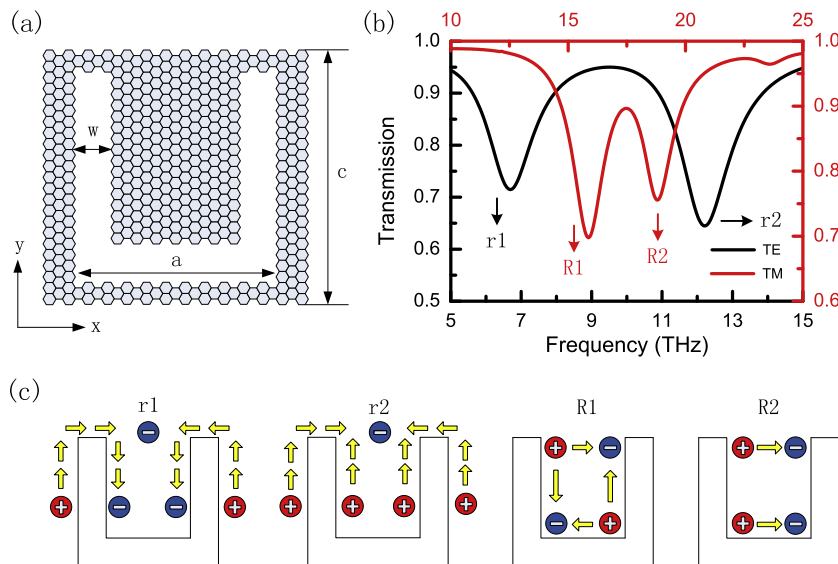 (a)
w
c
a
y
x
(b)
10 15 20 25
1.0 1.0
0.9 0.9
0.8 0.8
0.7 0.7
0.6 0.6
0.5
5 7 9 11 13 15
Transmission
Frequency (THz)
r1
R1
R2
r2
TE
TM
(c)
r1 r2 R1 R2
+ - - - +
+ + - + +
+ - - +
+ - + -